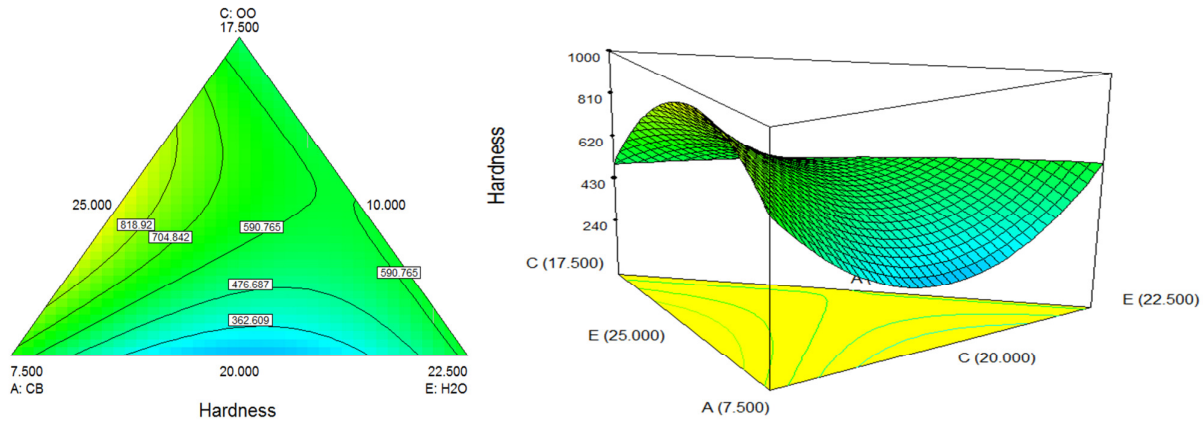 C: OO
17.500
25.000
10.000
818.92
704.842
590.765
590.765
476.687
362.609
7.500
A: CB
20.000
22.500
E: H2O
Hardness
1000
810
620
430
240
Hardness
C (17.500)
E (25.000)
A (7.500)
C (20.000)
E (22.500)